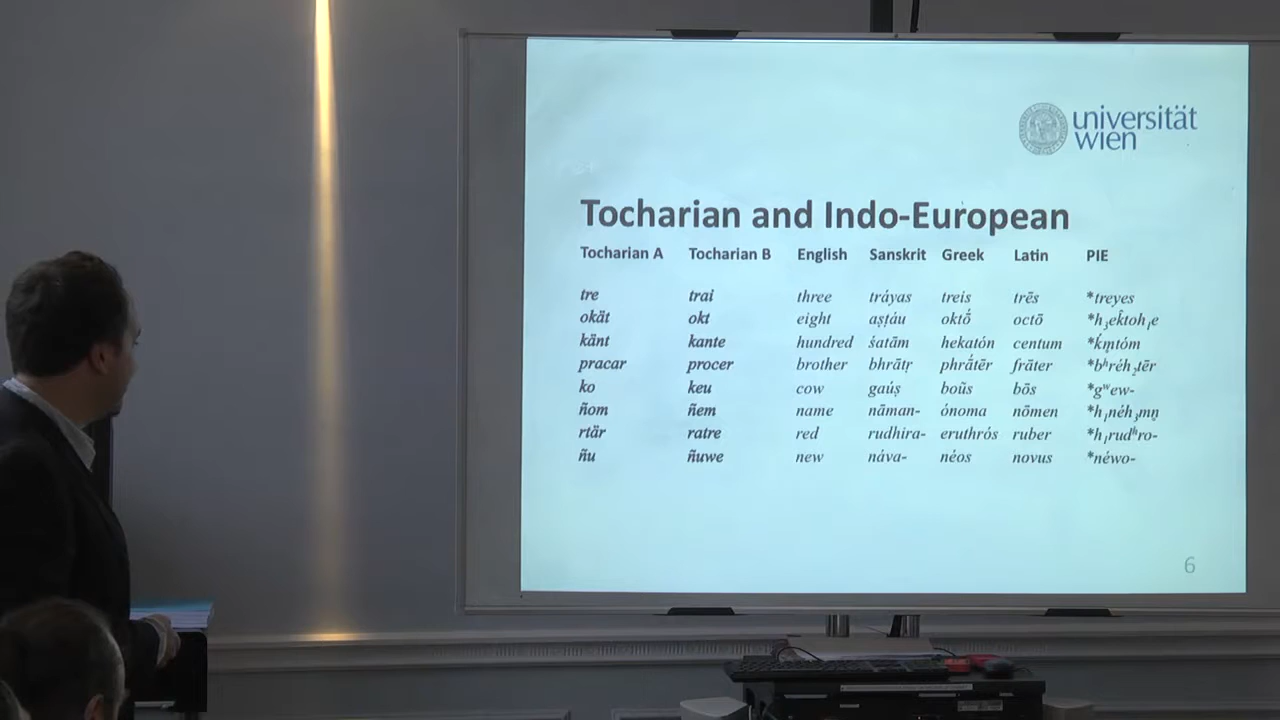 universität
wien
Tocharian and Indo-European
Tocharian A Tocharian B English Sanskrit Greek Latin PIE
tre trai three tráyas treis trēs *treyes
okät okt eight aṣṭáu oktṓ octō *h₃eḱtoh₁e
känt kante hundred śatām hekatón centum *ḱm̥tóm
pracar procer brother bhrātṛ phrā́tēr frāter *bʰréh₂tēr
ko keu cow gaúṣ boũs bōs *gʷew-
ñom ñem name nāman- ónoma nōmen *h₁néh₃mn̥
rtär ratre red rudhira- eruthrós ruber *h₁rudʰro-
ñu ñuwe new náva- néos novus *néwo-
6